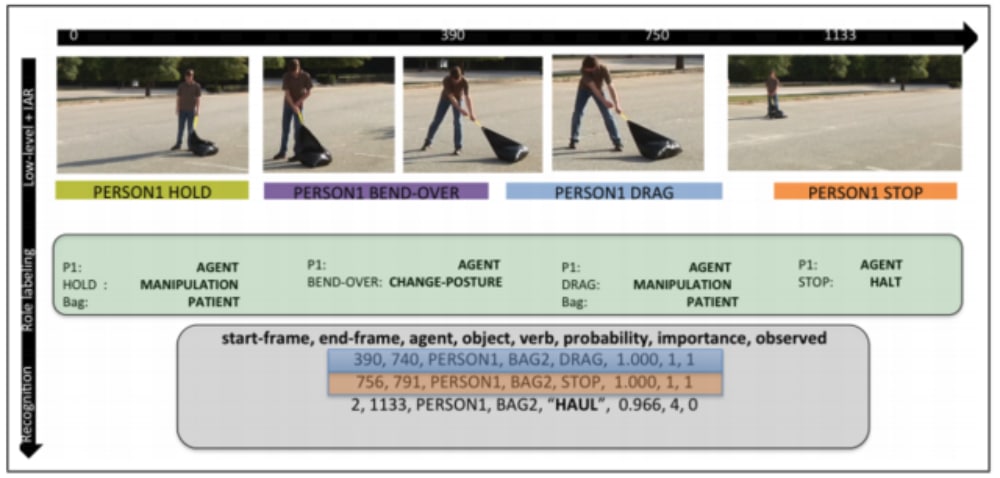 0 390 750 1133
Low-level + IAR
PERSON1 HOLD PERSON1 BEND-OVER PERSON1 DRAG PERSON1 STOP
Role labeling
P1: AGENT P1: AGENT P1: AGENT P1: AGENT
HOLD : MANIPULATION BEND-OVER: CHANGE-POSTURE DRAG: MANIPULATION STOP: HALT
Bag: PATIENT Bag: PATIENT
Recognition
start-frame, end-frame, agent, object, verb, probability, importance, observed
390, 740, PERSON1, BAG2, DRAG, 1.000, 1, 1
756, 791, PERSON1, BAG2, STOP, 1.000, 1, 1
2, 1133, PERSON1, BAG2, “HAUL”, 0.966, 4, 0